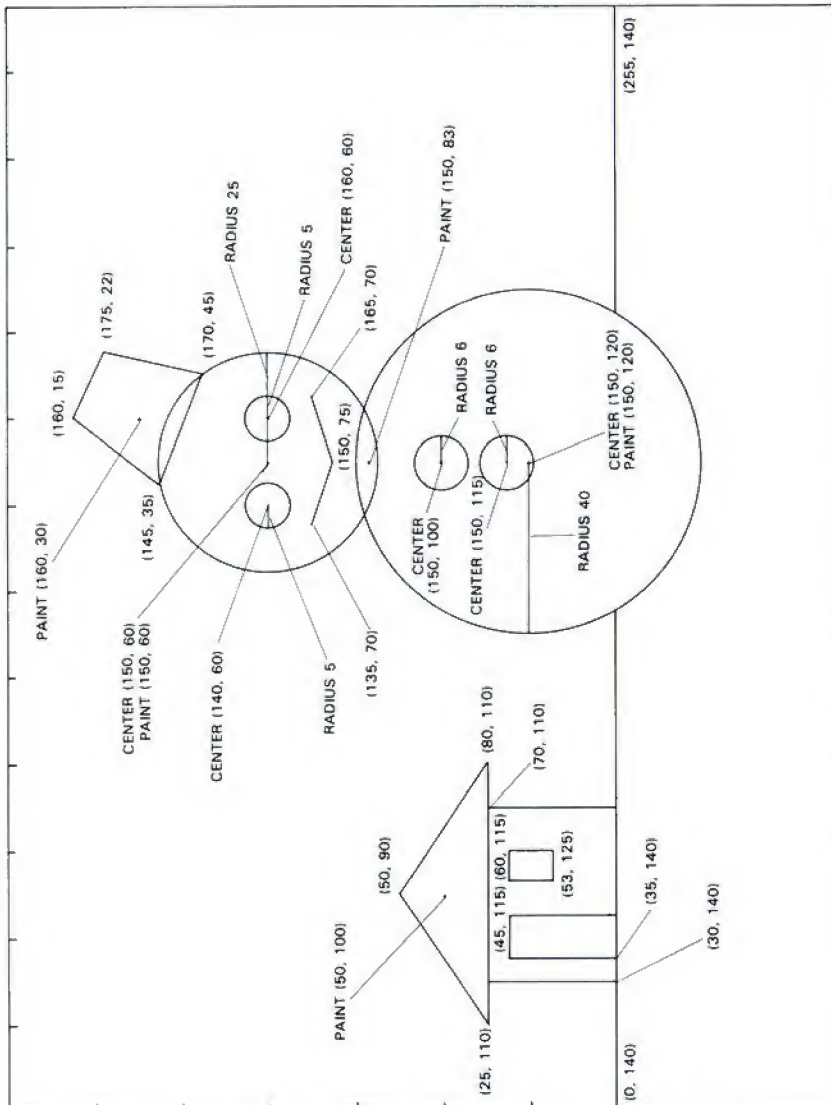 (160, 15)
(175, 22)
PAINT (160, 30)
(145, 35)
(170, 45)
RADIUS 25
CENTER (150, 60)
PAINT (150, 60)
RADIUS 5
CENTER (160, 60)
CENTER (140, 60)
RADIUS 5
(135, 70)
(165, 70)
(150, 75)
PAINT (150, 83)
CENTER
(150, 100)
RADIUS 6
CENTER (150, 115)
RADIUS 6
CENTER (150, 120)
PAINT (150, 120)
RADIUS 40
(50, 90)
PAINT (50, 100)
(25, 110)
(80, 110)
(70, 110)
(45, 115)
(60, 115)
(53, 125)
(35, 140)
(30, 140)
(0, 140)
(255, 140)